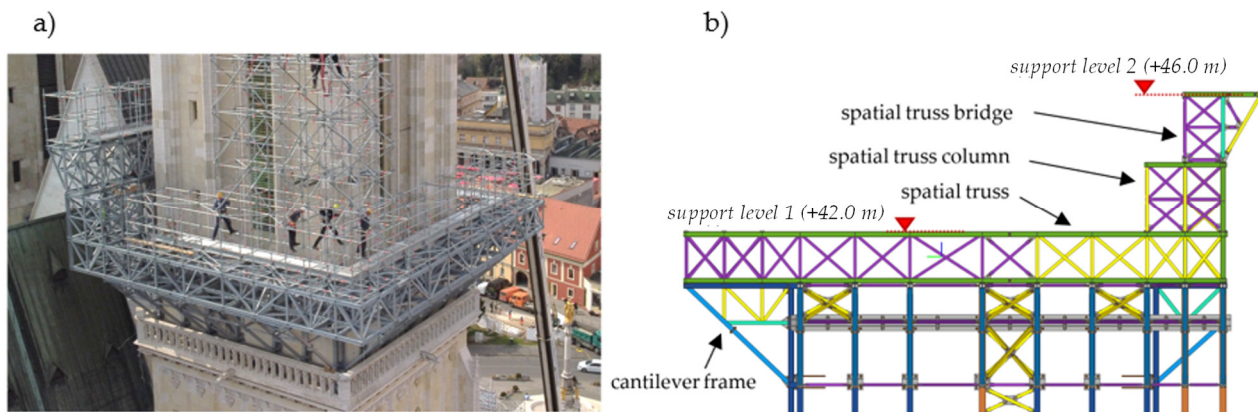 a)
b)
support level 2 (+46.0 m)
spatial truss bridge
spatial truss column
spatial truss
support level 1 (+42.0 m)
cantilever frame